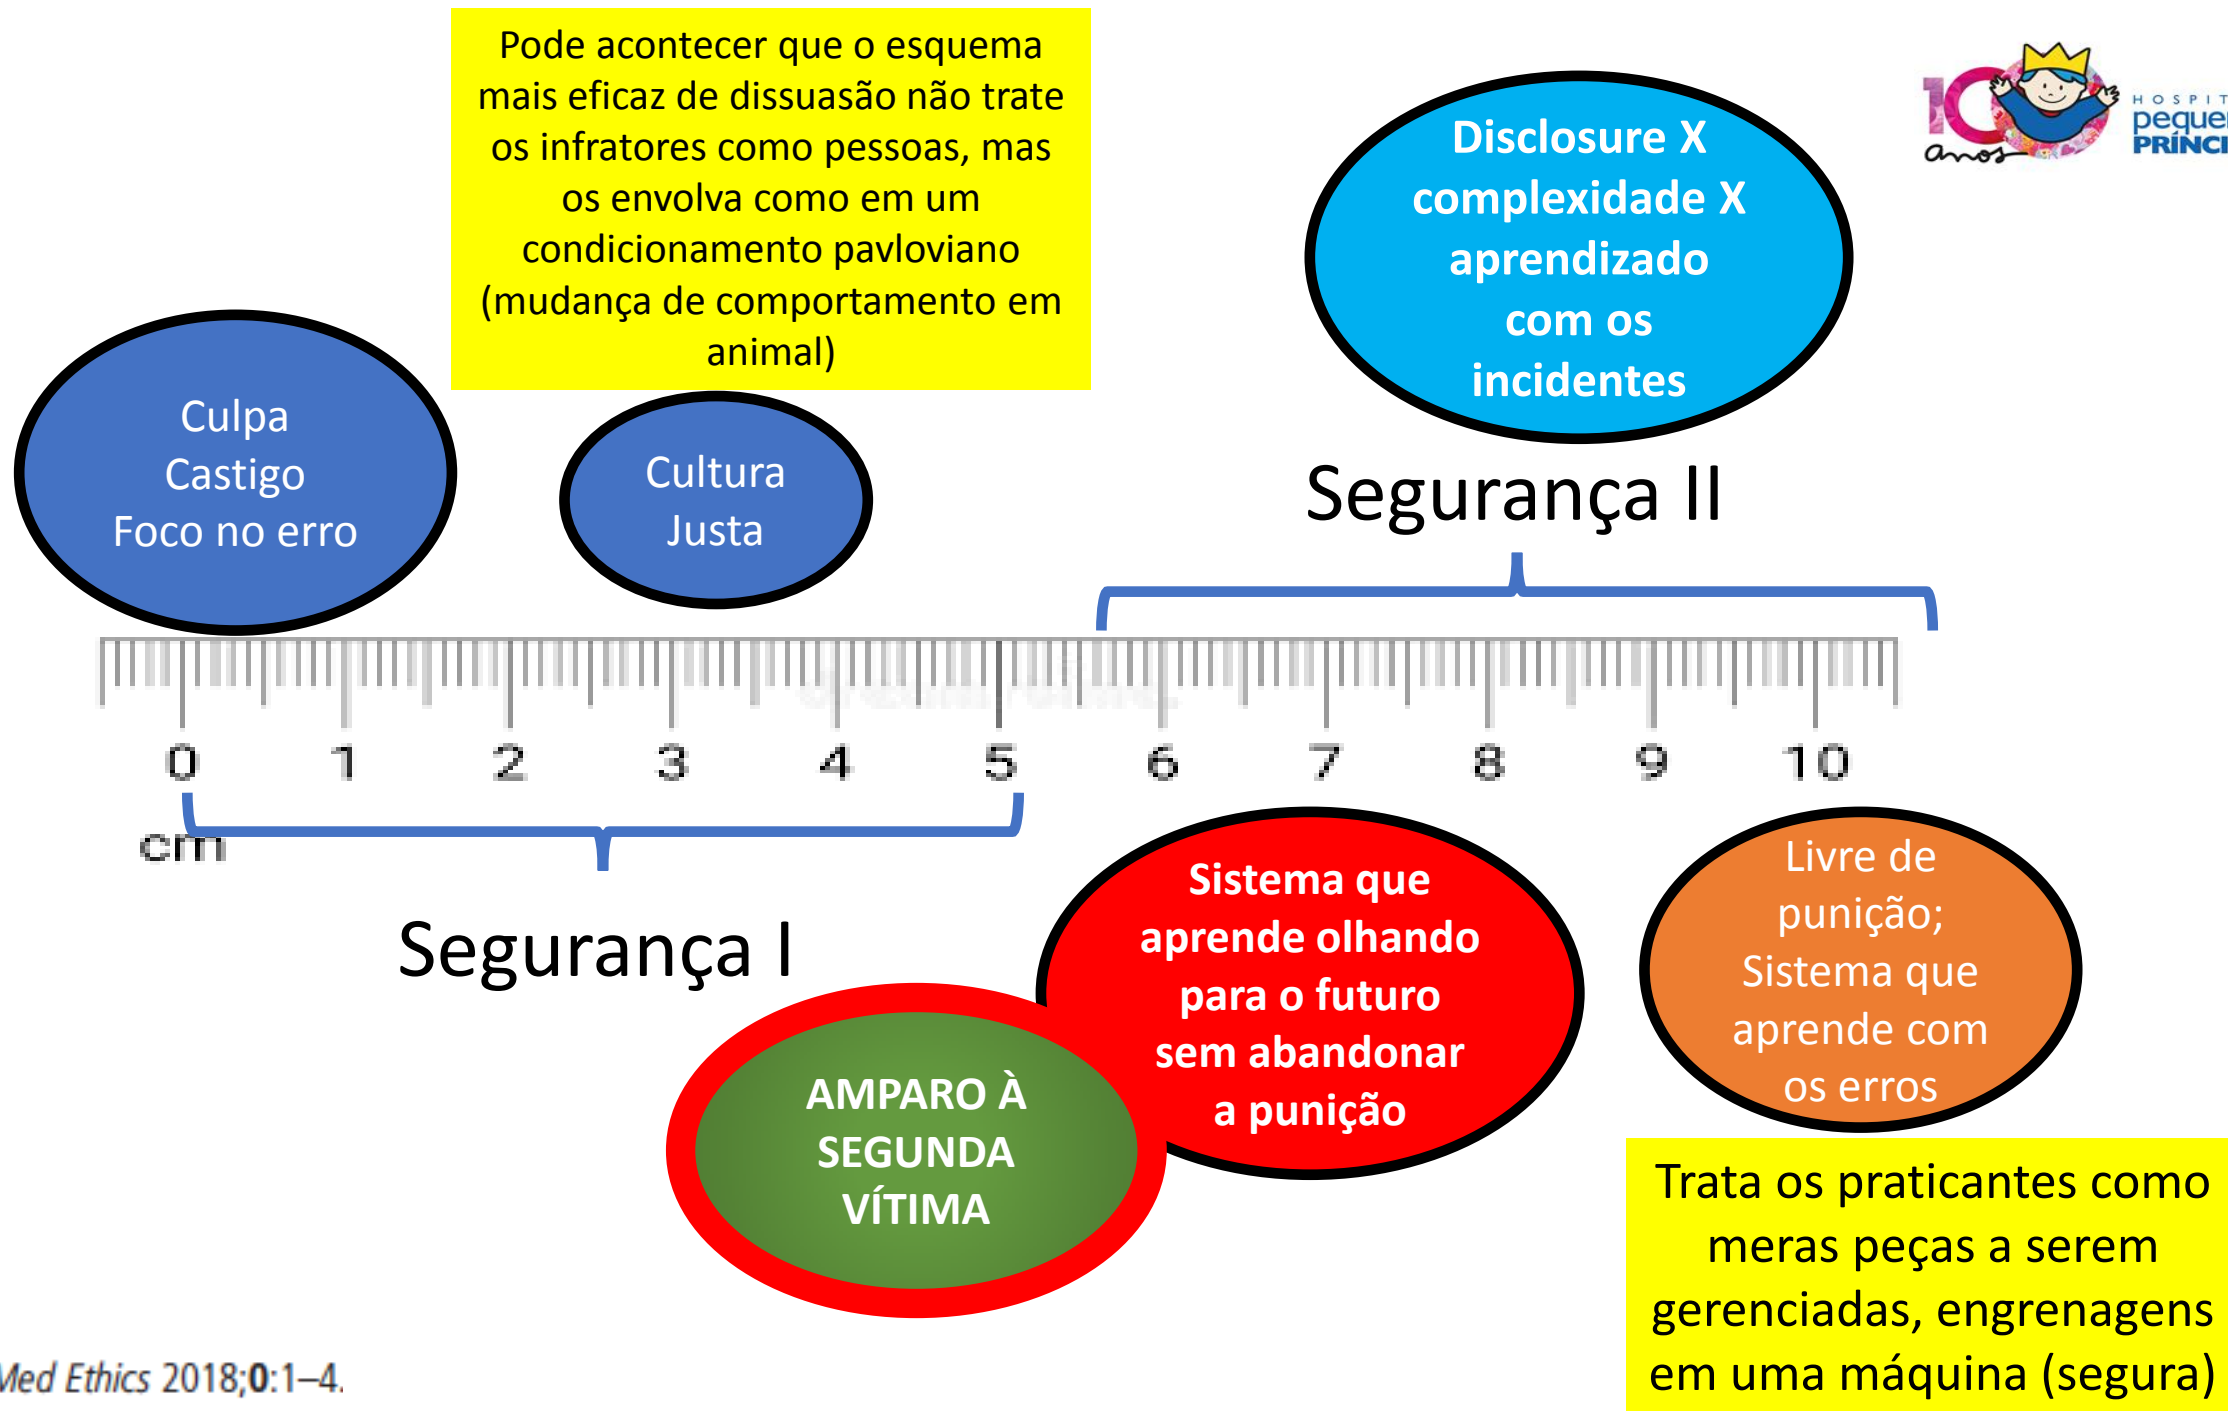 Pode acontecer que o esquema
mais eficaz de dissuasão não trate
os infratores como pessoas, mas
os envolva como em um
condicionamento pavloviano
(mudança de comportamento em
animal)
100
anos
HOSPIT
peque
PRÍNCI
Disclosure X
complexidade X
aprendizado
com os
incidentes
Culpa
Castigo
Foco no erro
Cultura
Justa
Segurança II
0 1 2 3 4 5 6 7 8 9 10
cm
Segurança I
Sistema que
aprende olhando
para o futuro
sem abandonar
a punição
Livre de
punição;
Sistema que
aprende com
os erros
AMPARO À
SEGUNDA
VÍTIMA
Trata os praticantes como
meras peças a serem
gerenciadas, engrenagens
em uma máquina (segura)
Med Ethics 2018;0:1–4.